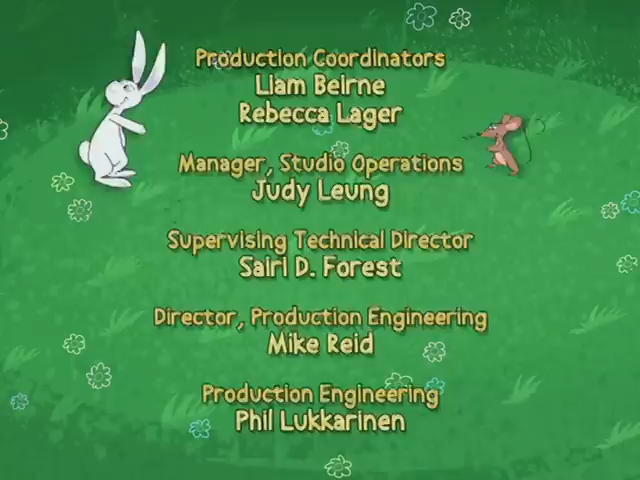 Production Coordinators
Liam Beirne
Rebecca Lager
Manager, Studio Operations
Judy Leung
Supervising Technical Director
Sairi D. Forest
Director, Production Engineering
Mike Reid
Production Engineering
Phil Lukkarinen